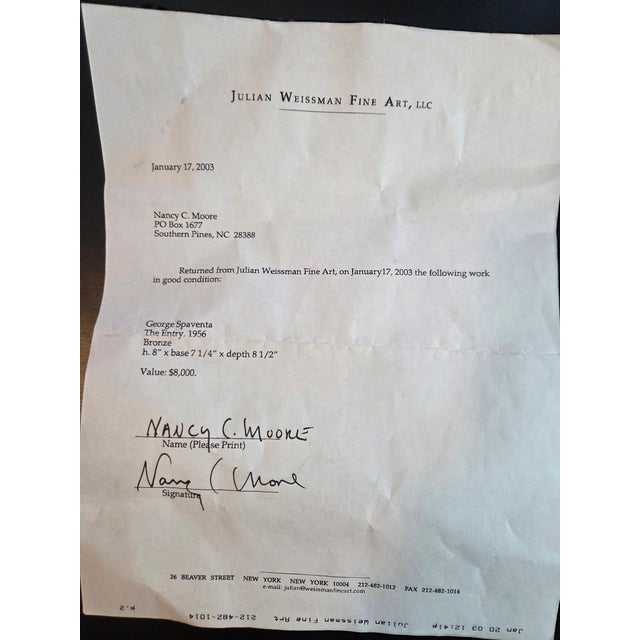 JULIAN WEISSMAN FINE ART, LLC
January 17, 2003
Nancy C. Moore
PO Box 1677
Southern Pines, NC 28388
Returned from Julian Weissman Fine Art, on January17, 2003 the following work
in good condition:
George Spaventa
The Entry, 1956
Bronze
h. 8" x base 7 1/4" x depth 8 1/2"
Value: $8,000.
NANCY C. MOORE
Name (Please Print)
Nancy C Moore
Signature
26 BEAVER STREET NEW YORK NEW YORK 10004 212-482-1012 FAX 212-482-1014
e-mail: julian@weissmanfineart.com
Jan 20 03 12:41p Julian Weissman Fine Art 212-482-1014 p.2